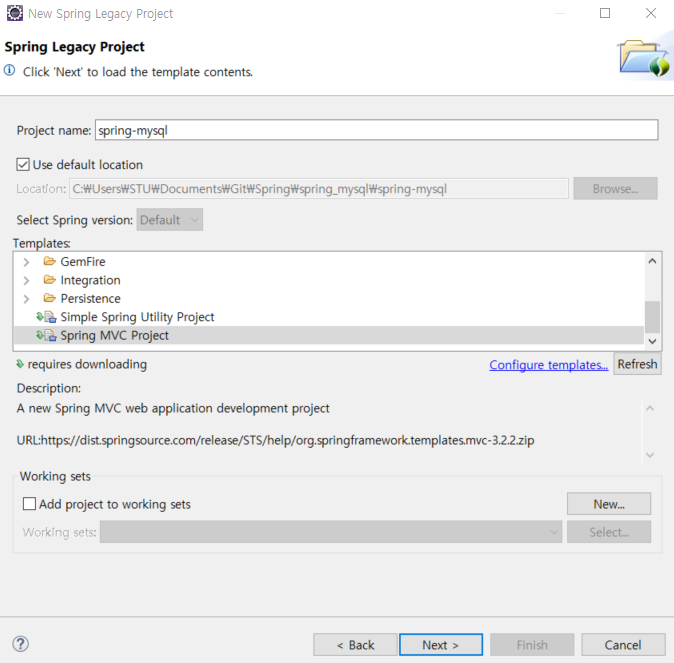 New Spring Legacy Project
Spring Legacy Project
Click 'Next' to load the template contents.
Project name: spring-mysql
Use default location
Location: C:₩Users₩STU₩Documents₩Git₩Spring₩spring_mysql₩spring-mysql Browse...
Select Spring version: Default
Templates:
GemFire
Integration
Persistence
Simple Spring Utility Project
Spring MVC Project
requires downloading Configure templates... Refresh
Description:
A new Spring MVC web application development project
URL:https://dist.springsource.com/release/STS/help/org.springframework.templates.mvc-3.2.2.zip
Working sets
Add project to working sets New...
Working sets: Select...
? < Back Next > Finish Cancel